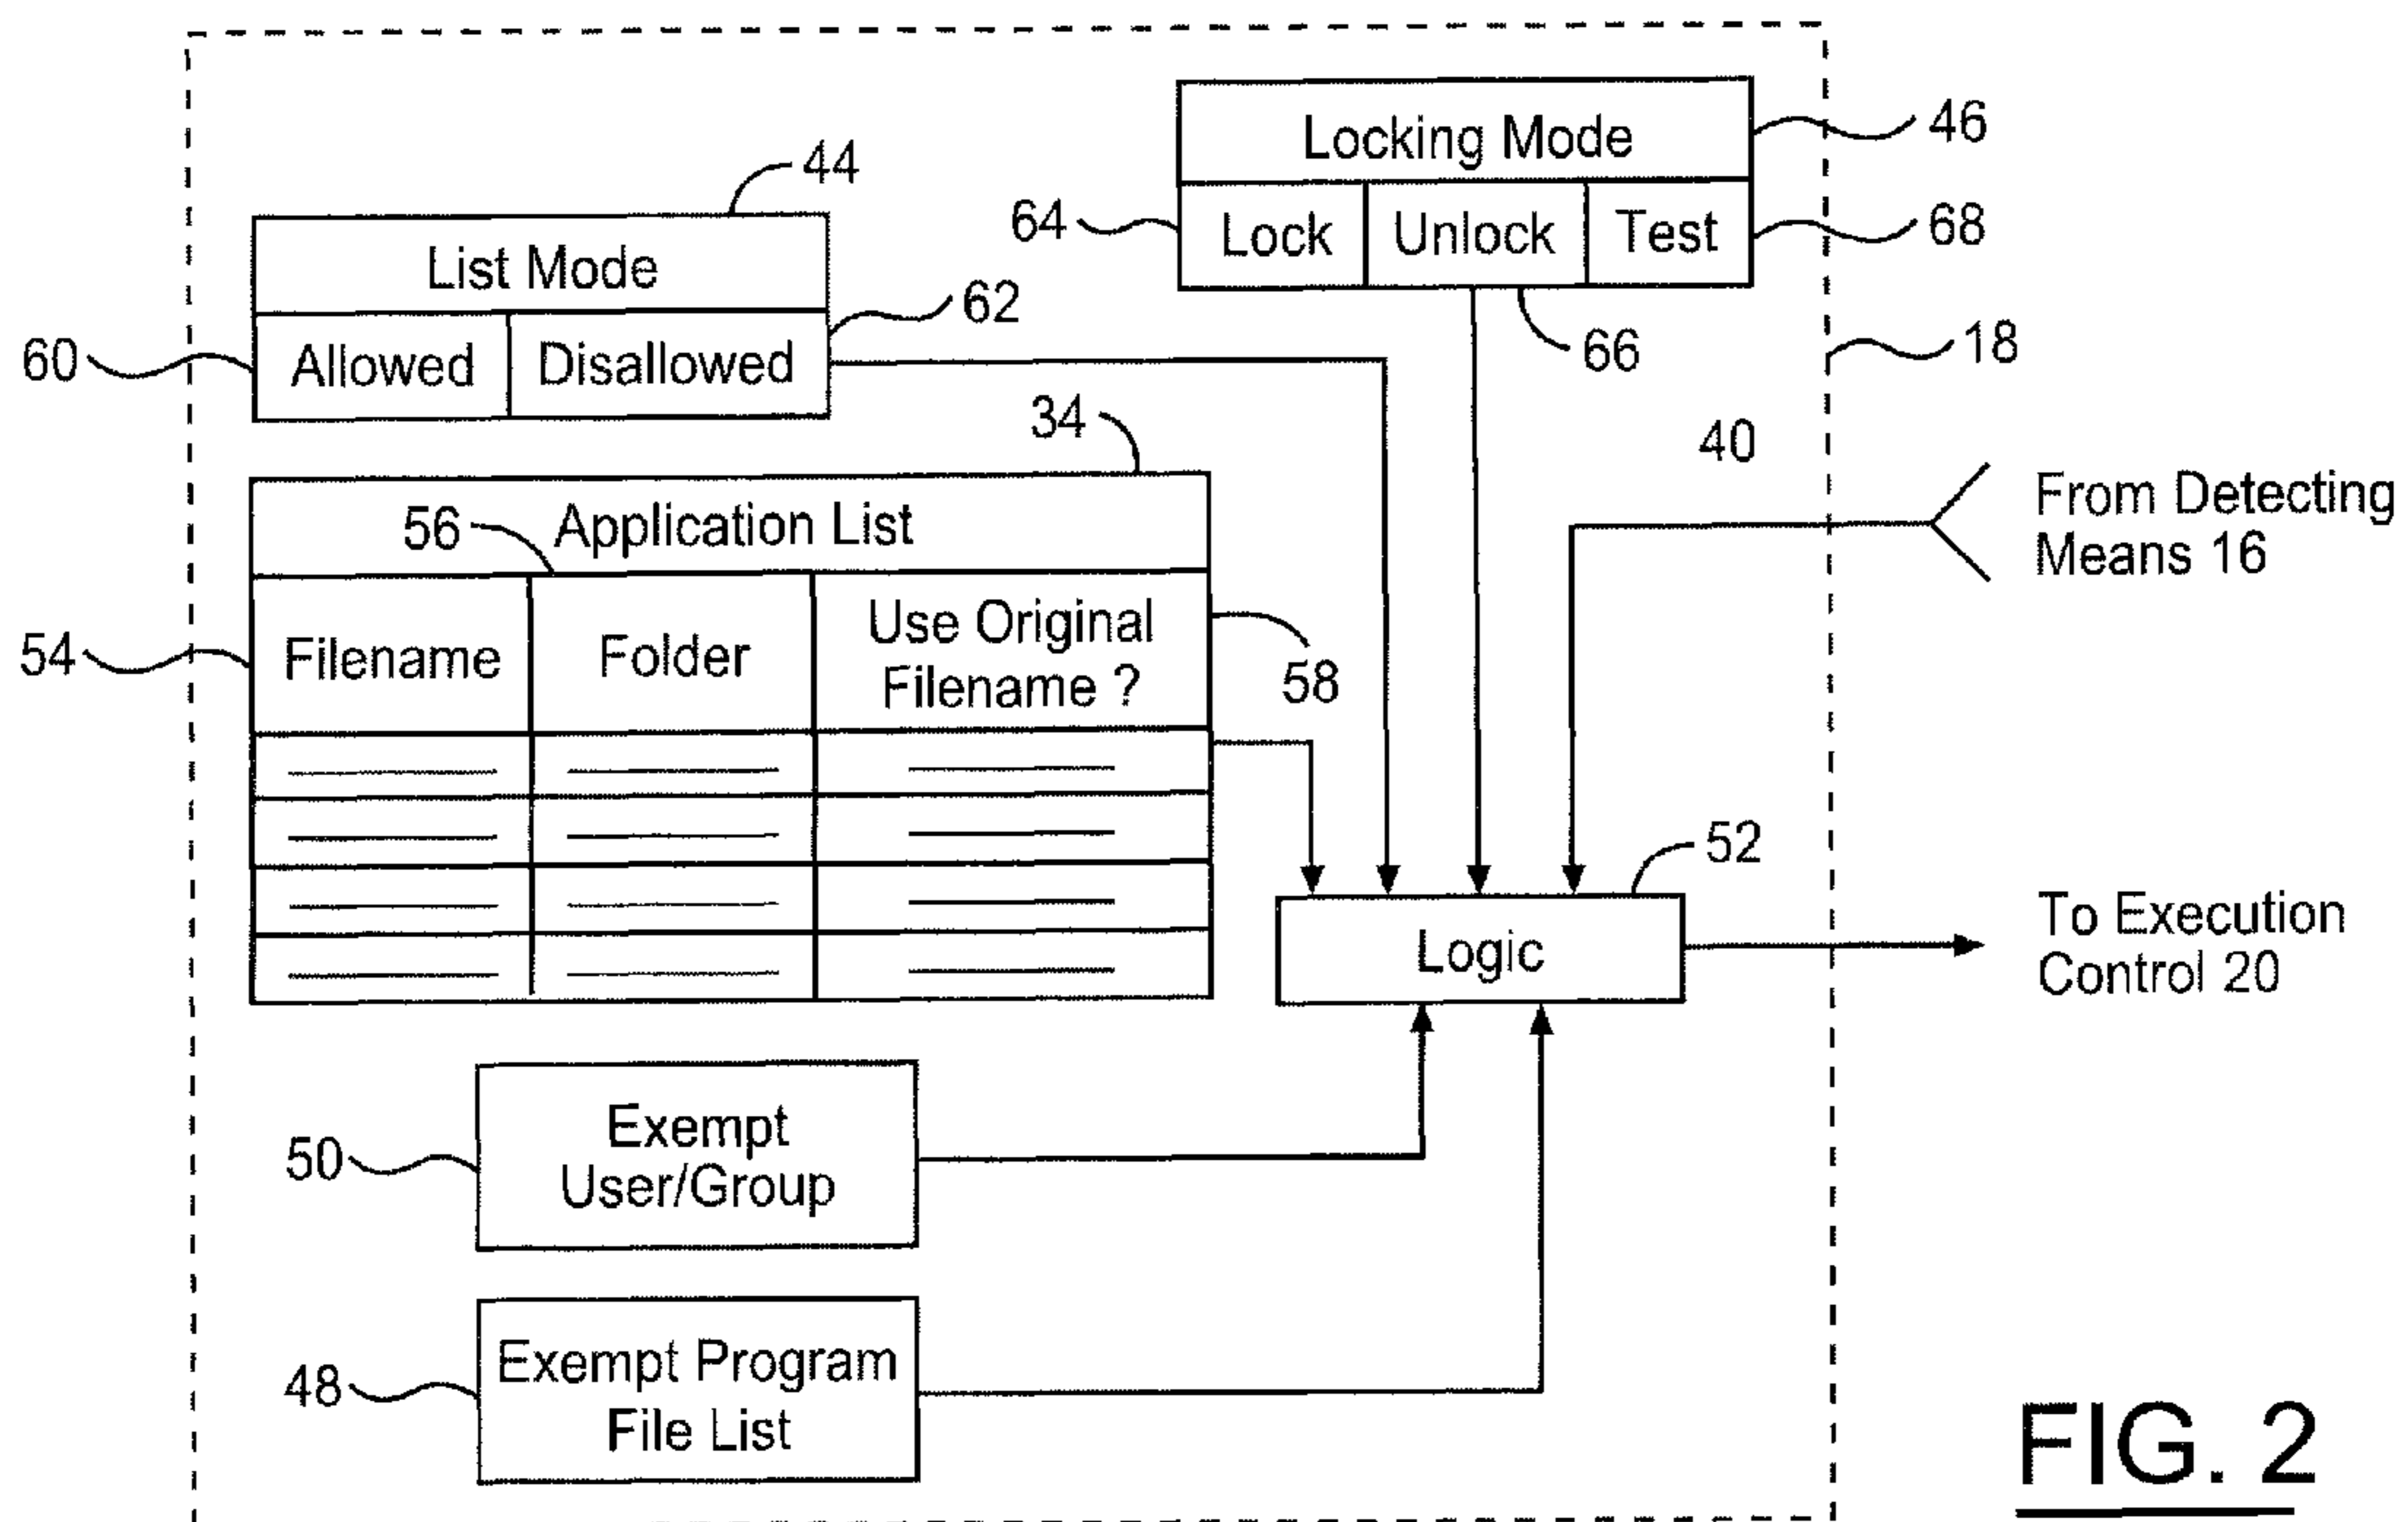 46
Locking Mode
44
64
Lock
Unlock
Test
68
List Mode
62
66
18
60
Allowed
Disallowed
34
40
From Detecting
Means 16
56
Application List
54
Filename
Folder
Use Original
Filename ?
58
52
Logic
To Execution
Control 20
50
Exempt
User/Group
48
Exempt Program
File List
FIG. 2